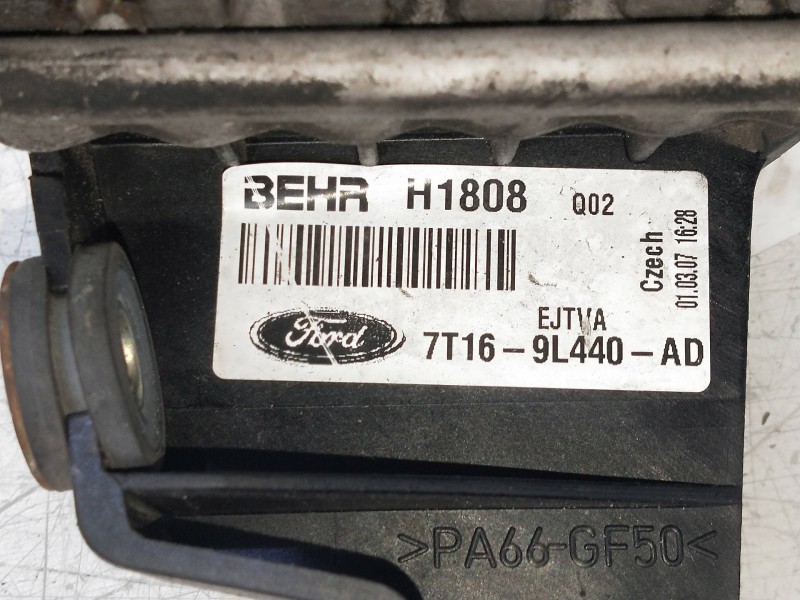 BEHR H1808 Q02
Czech
01.03.07 16:28
EJTVA
Ford 7T16-9L440-AD
>PA66-GF50<